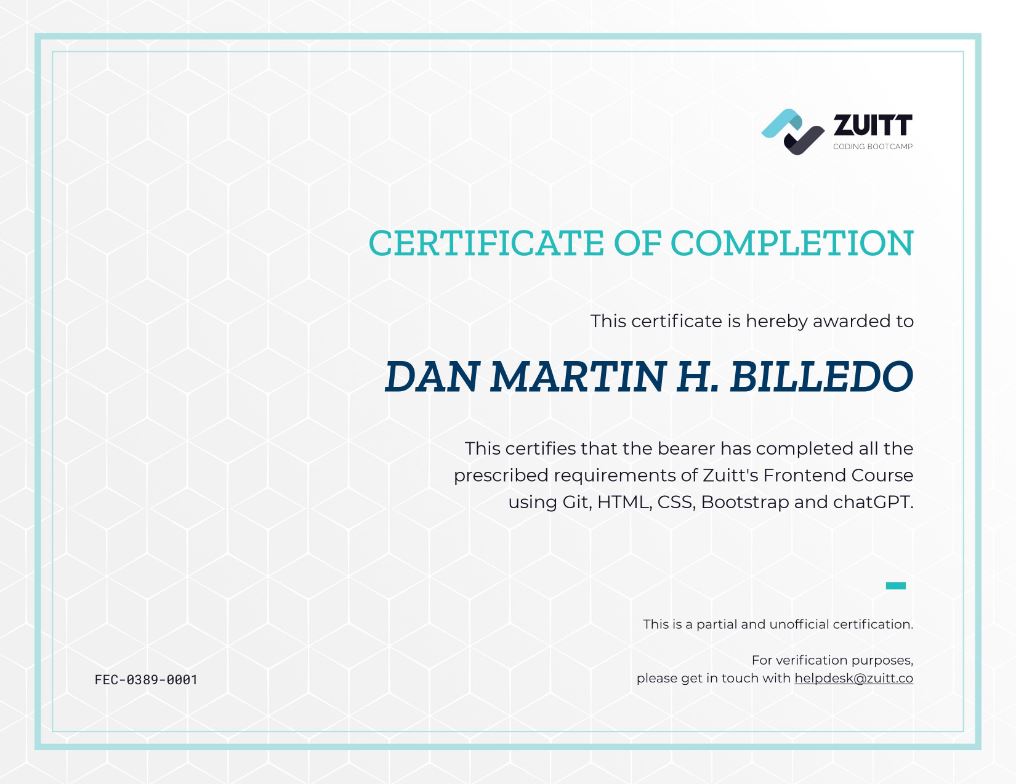 ZUITT
CODING BOOTCAMP
CERTIFICATE OF COMPLETION
This certificate is hereby awarded to
DAN MARTIN H. BILLEDO
This certifies that the bearer has completed all the
prescribed requirements of Zuitt's Frontend Course
using Git, HTML, CSS, Bootstrap and chatGPT.
This is a partial and unofficial certification.
For verification purposes,
please get in touch with helpdesk@zuitt.co
FEC-0389-0001